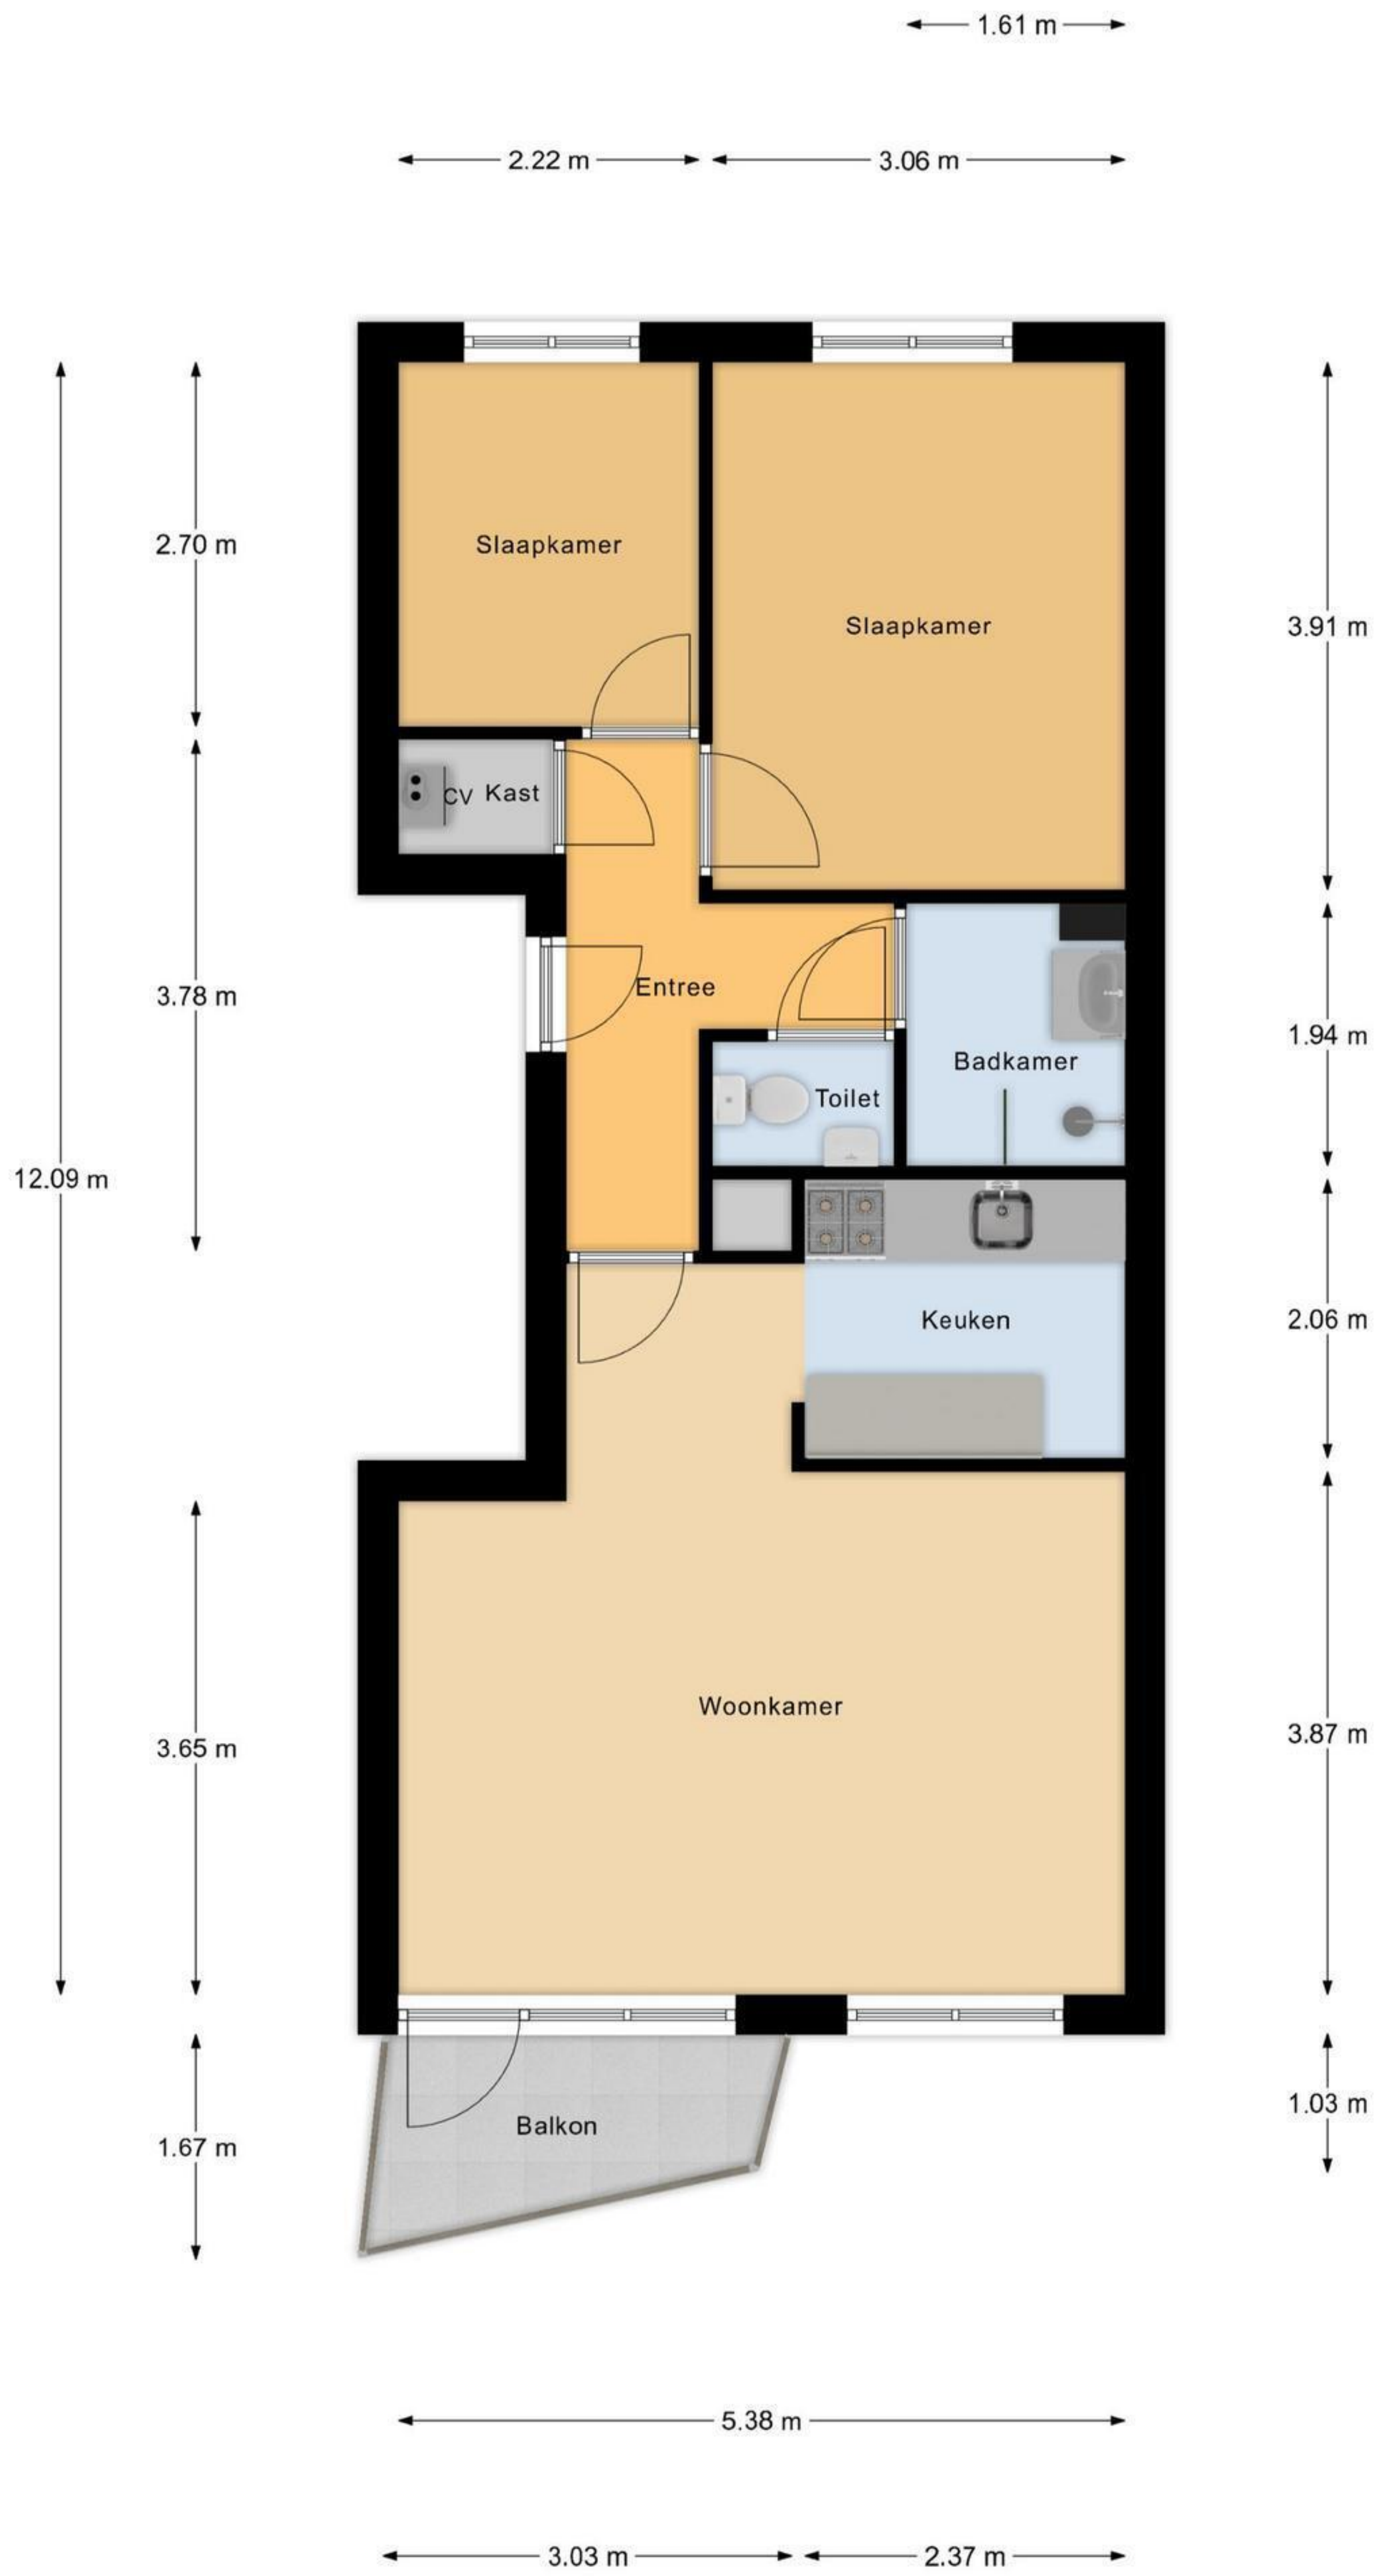 1.61 m
2.22 m
3.06 m
2.70 m
Slaapkamer
Slaapkamer
3.91 m
CV Kast
3.78 m
Entree
1.94 m
Badkamer
Toilet
12.09 m
Keuken
2.06 m
Woonkamer
3.87 m
3.65 m
Balkon
1.03 m
1.67 m
5.38 m
3.03 m
2.37 m